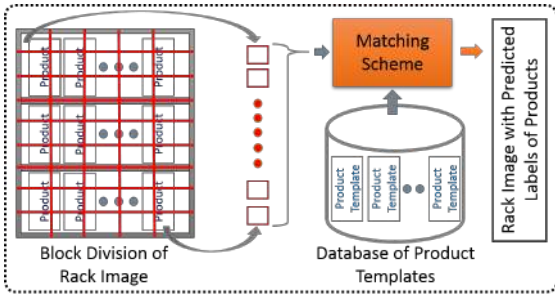 Product
Product
Product
Product
Product
Product
Product
Product
Product
Block Division of
Rack Image
Matching
Scheme
Product
Template
Product
Template
Product
Template
Database of Product
Templates
Rack Image with Predicted
Labels of Products